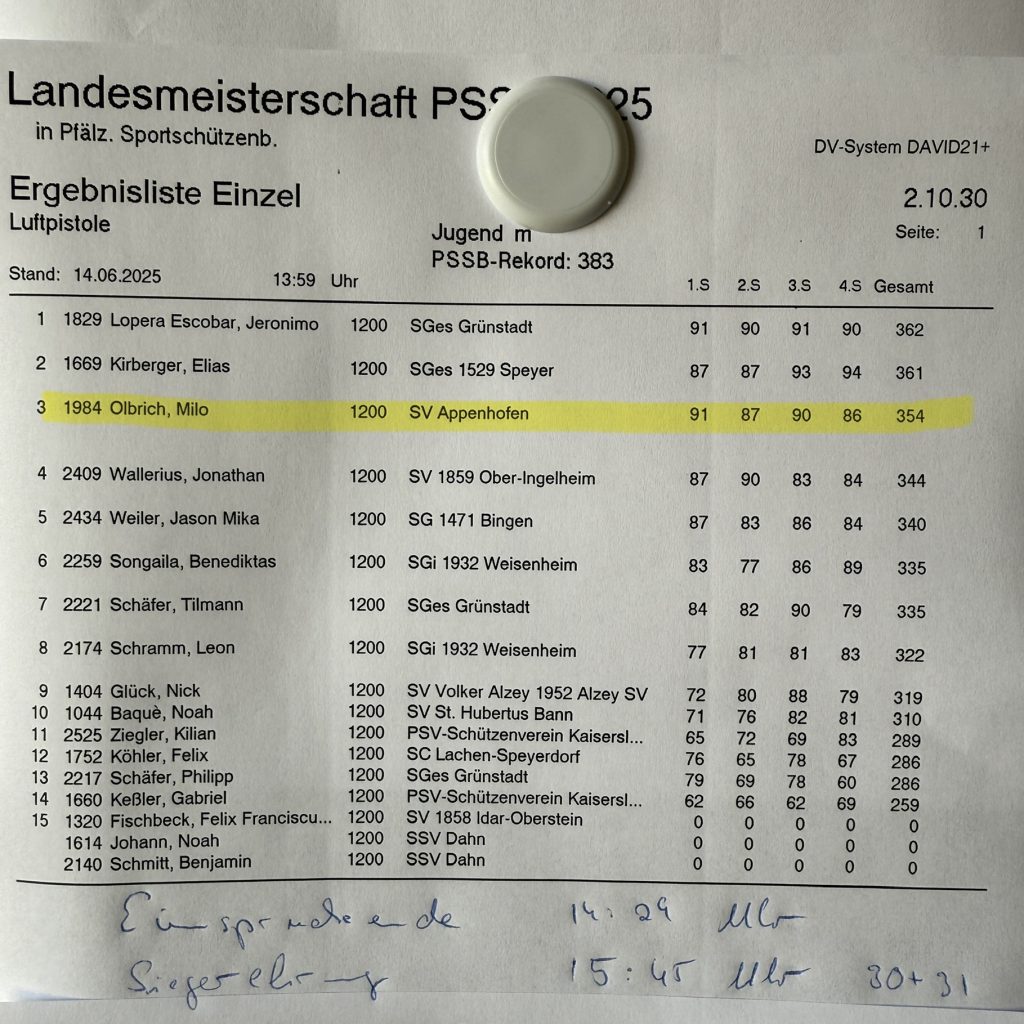 Landesmeisterschaft PSS 25
in Pfälz. Sportschützenb.
DV-System DAVID21+
Ergebnisliste Einzel 2.10.30
Luftpistole Jugend m Seite: 1
PSSB-Rekord: 383
Stand: 14.06.2025 13:59 Uhr 1.S 2.S 3.S 4.S Gesamt
1 1829 Lopera Escobar, Jeronimo 1200 SGes Grünstadt 91 90 91 90 362
2 1669 Kirberger, Elias 1200 SGes 1529 Speyer 87 87 93 94 361
3 1984 Olbrich, Milo 1200 SV Appenhofen 91 87 90 86 354
4 2409 Wallerius, Jonathan 1200 SV 1859 Ober-Ingelheim 87 90 83 84 344
5 2434 Weiler, Jason Mika 1200 SG 1471 Bingen 87 83 86 84 340
6 2259 Songaila, Benediktas 1200 SGi 1932 Weisenheim 83 77 86 89 335
7 2221 Schäfer, Tilmann 1200 SGes Grünstadt 84 82 90 79 335
8 2174 Schramm, Leon 1200 SGi 1932 Weisenheim 77 81 81 83 322
9 1404 Glück, Nick 1200 SV Volker Alzey 1952 Alzey SV 72 80 88 79 319
10 1044 Baquè, Noah 1200 SV St. Hubertus Bann 71 76 82 81 310
11 2525 Ziegler, Kilian 1200 PSV-Schützenverein Kaisersl... 65 72 69 83 289
12 1752 Köhler, Felix 1200 SC Lachen-Speyerdorf 76 65 78 67 286
13 2217 Schäfer, Philipp 1200 SGes Grünstadt 79 69 78 60 286
14 1660 Keßler, Gabriel 1200 PSV-Schützenverein Kaisersl... 62 66 62 69 259
15 1320 Fischbeck, Felix Franciscu... 1200 SV 1858 Idar-Oberstein 0 0 0 0 0
1614 Johann, Noah 1200 SSV Dahn 0 0 0 0 0
2140 Schmitt, Benjamin 1200 SSV Dahn 0 0 0 0 0
Einspruchende 14:29 Uhr
Siegerehrung 15:45 Uhr 30+31